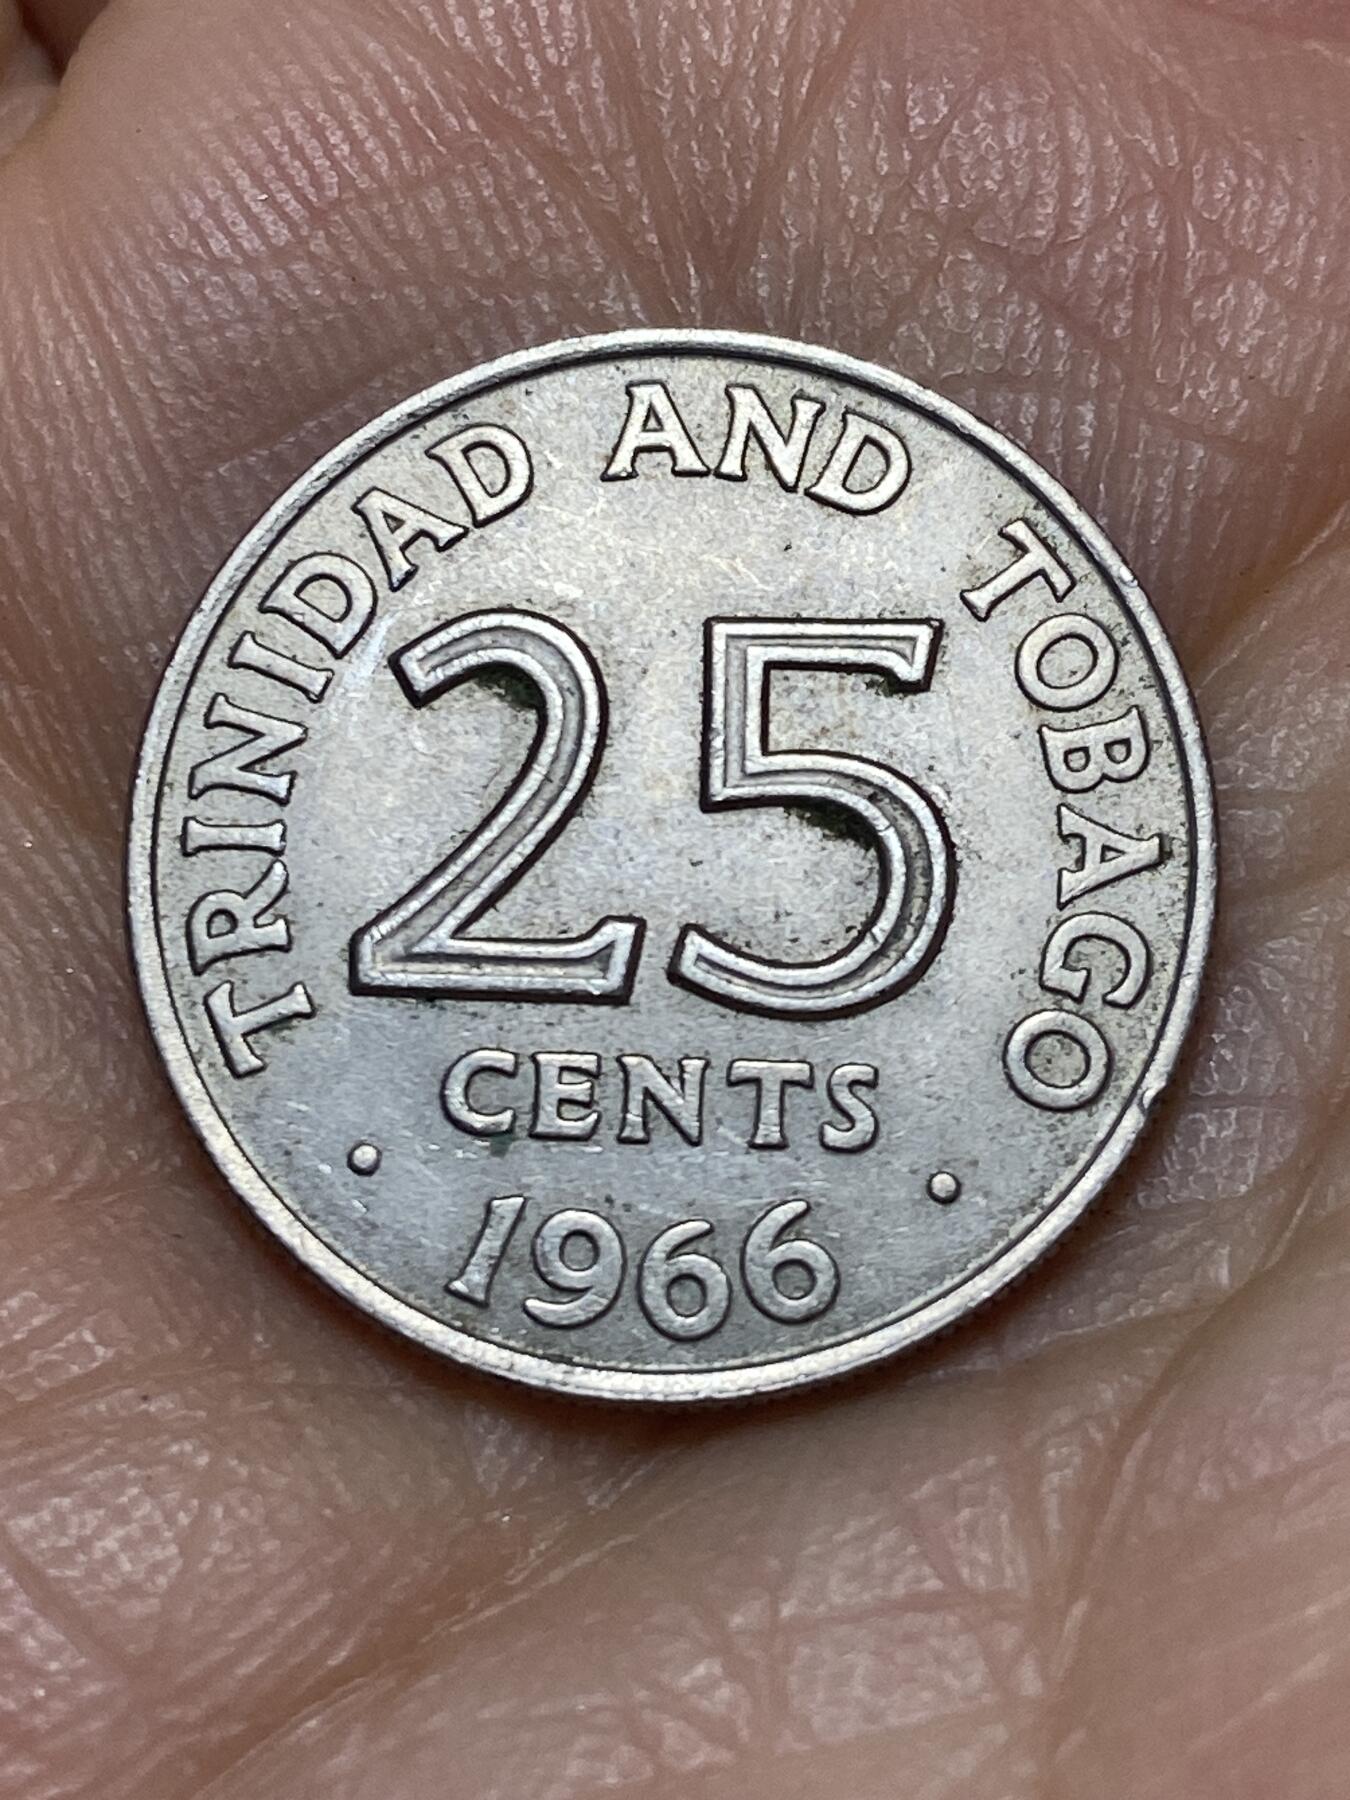 TRINIDAD AND TOBAGO
25
CENTS
• 1966 •